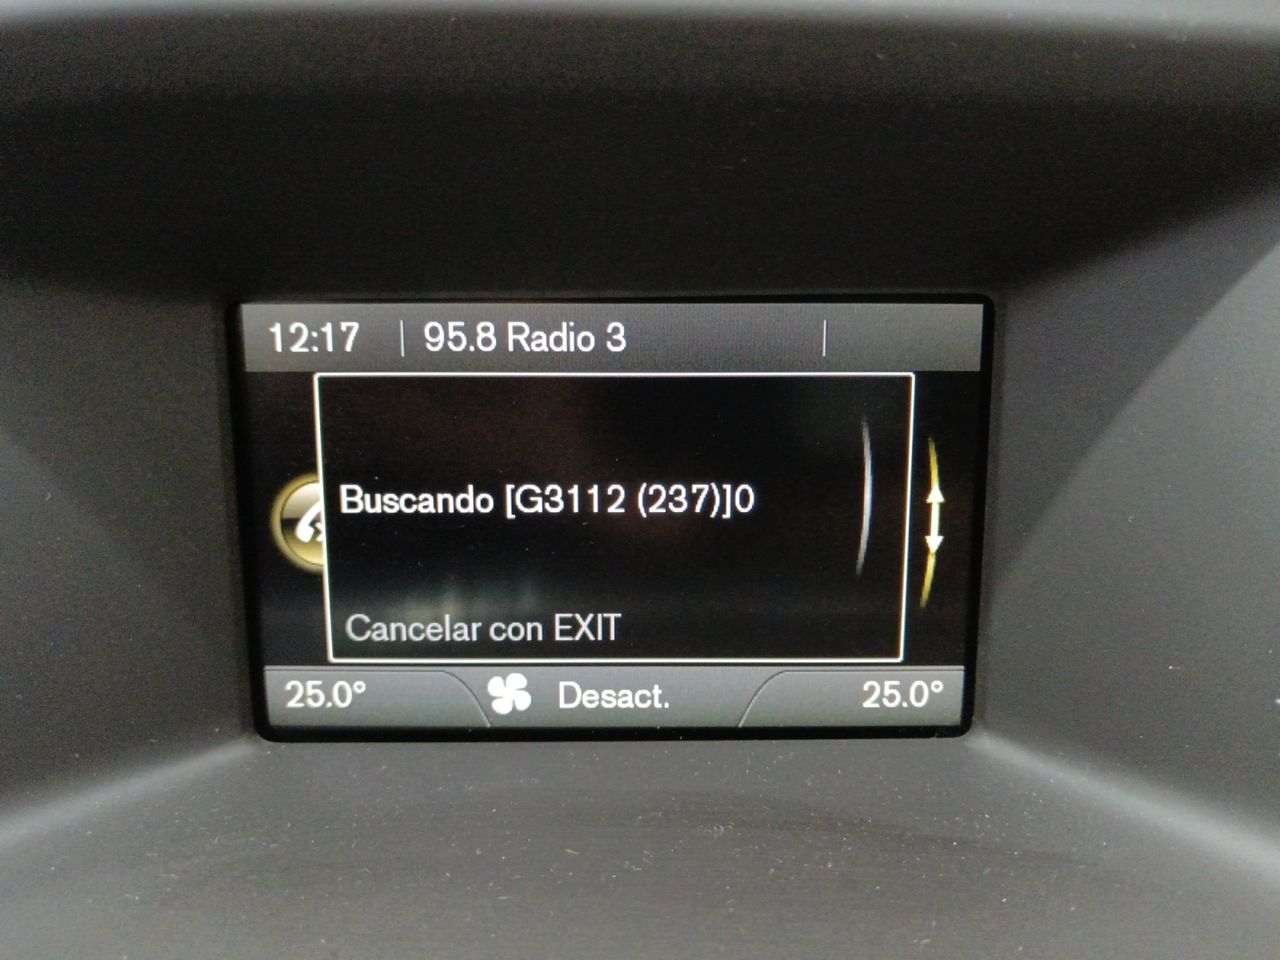 12:17 95.8 Radio 3
Buscando [G3112 (237)]0
Cancelar con EXIT
25.0° Desact. 25.0°